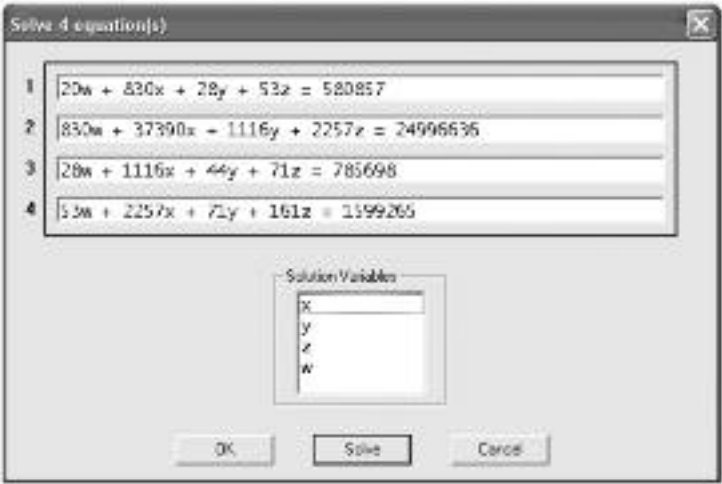 Solve 4 equation(s)
1 20w + 830x + 28y + 53z = 580857
2 830w + 37390x + 1116y + 2257z = 24996636
3 28w + 1116x + 44y + 71z = 785698
4 53w + 2257x + 71y + 161z = 1599265
Solution Variables
x
y
z
w
OK Solve Cancel